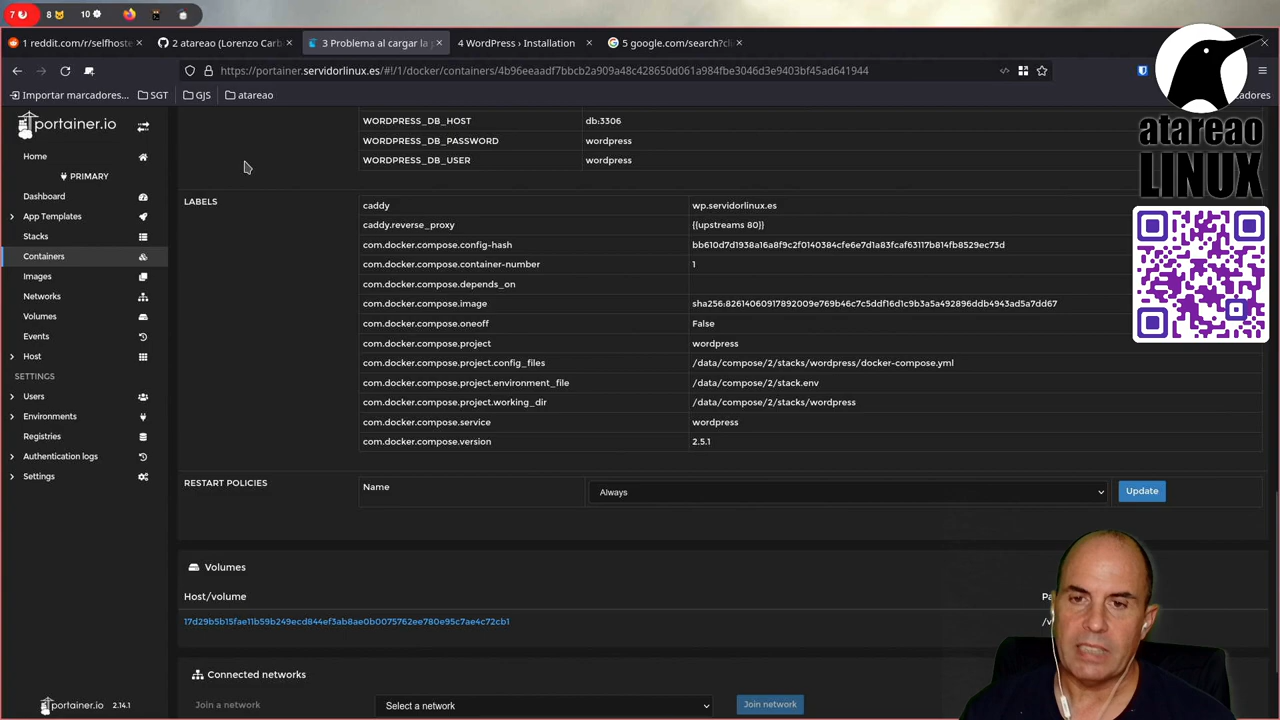 7 8 10
1 reddit.com/r/selfhoste × 2 atareao (Lorenzo Carb × 3 Problema al cargar la p × 4 WordPress › Installation × 5 google.com/search?cli ×
https://portainer.servidorlinux.es/#!/1/docker/containers/4b96eeaadf7bbcb2a909a48c428650d061a984fbe3046d3e9403bf45ad641944
Importar marcadores... SGT GJS atareao
portainer.io
Home
PRIMARY
Dashboard
App Templates
Stacks
Containers
Images
Networks
Volumes
Events
Host
SETTINGS
Users
Environments
Registries
Authentication logs
Settings
portainer.io 2.14.1
WORDPRESS_DB_HOST db:3306
WORDPRESS_DB_PASSWORD wordpress
WORDPRESS_DB_USER wordpress
LABELS
caddy wp.servidorlinux.es
caddy.reverse_proxy {{upstreams 80}}
com.docker.compose.config-hash bb610d7d1938a16a8f9c2f0140384cfe6e7d1a83fcaf63117b814fb8529ec73d
com.docker.compose.container-number 1
com.docker.compose.depends_on
com.docker.compose.image sha256:82614060917892009e769b46c7c5ddf16d1c9b3a5a492896ddb4943ad5a7dd67
com.docker.compose.oneoff False
com.docker.compose.project wordpress
com.docker.compose.project.config_files /data/compose/2/stacks/wordpress/docker-compose.yml
com.docker.compose.project.environment_file /data/compose/2/stack.env
com.docker.compose.project.working_dir /data/compose/2/stacks/wordpress
com.docker.compose.service wordpress
com.docker.compose.version 2.5.1
RESTART POLICIES Name Always Update
Volumes
Host/volume
17d29b5b15fae11b59b249ecd844ef3ab8ae0b0075762ee780e95c7ae4c72cb1
Connected networks
Join a network Select a network Join network
atareao
LINUX